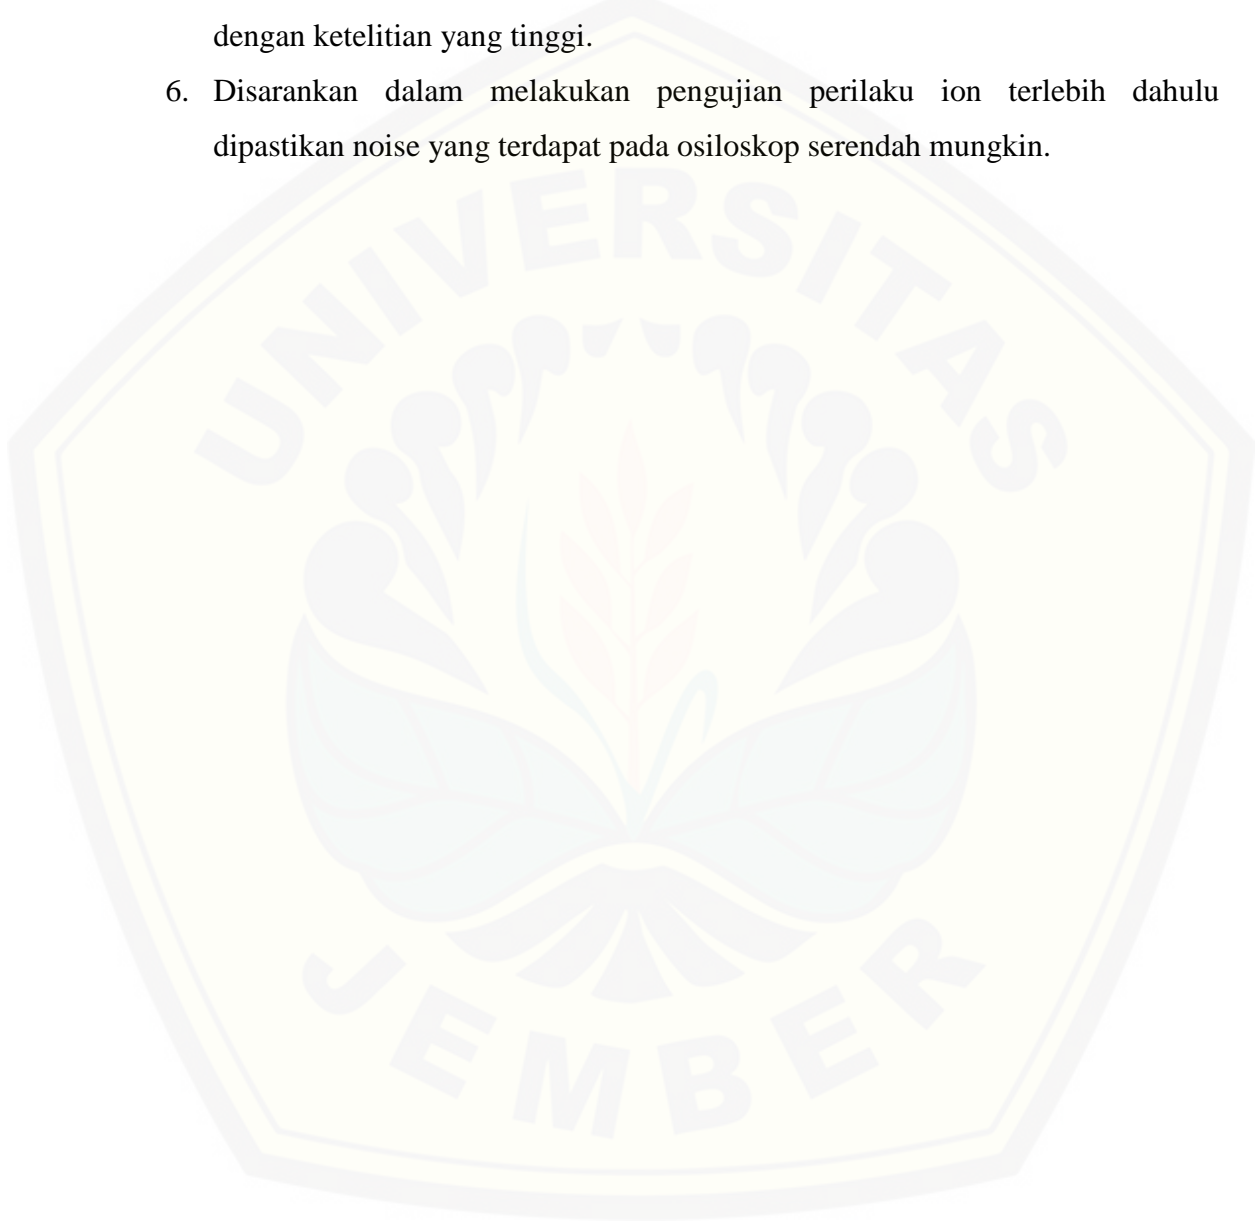 dengan ketelitian yang tinggi.
6. Disarankan dalam melakukan pengujian perilaku ion terlebih dahulu
dipastikan noise yang terdapat pada osiloskop serendah mungkin.
UNIVERSITAS
JEMBER